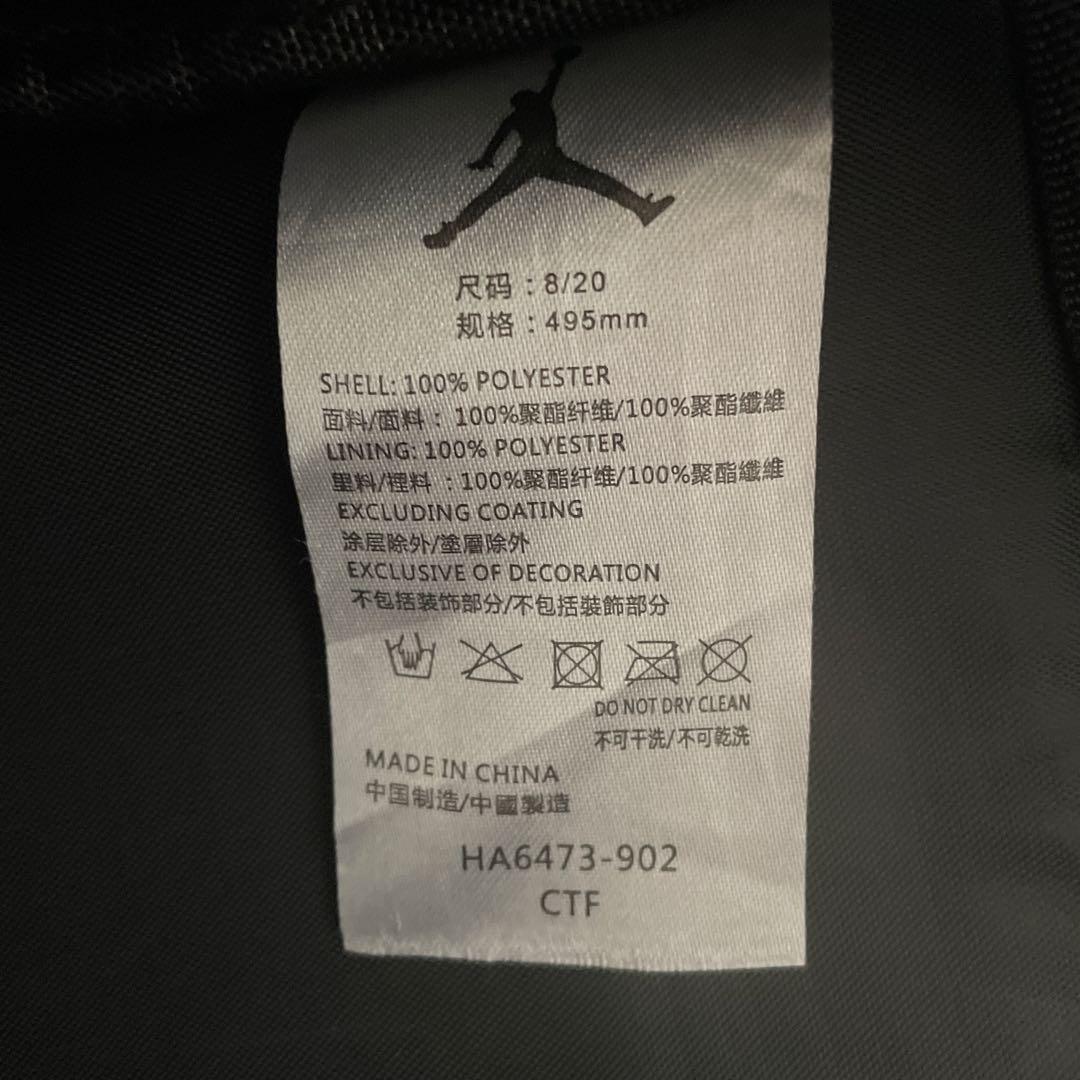 尺码：8/20
规格：495mm
SHELL: 100% POLYESTER
面料/面料：100%聚酯纤维/100%聚酯纖維
LINING: 100% POLYESTER
里料/裡料：100%聚酯纤维/100%聚酯纖維
EXCLUDING COATING
涂层除外/塗層除外
EXCLUSIVE OF DECORATION
不包括装饰部分/不包括裝飾部分
DO NOT DRY CLEAN
不可干洗/不可乾洗
MADE IN CHINA
中国制造/中國製造
HA6473-902
CTF